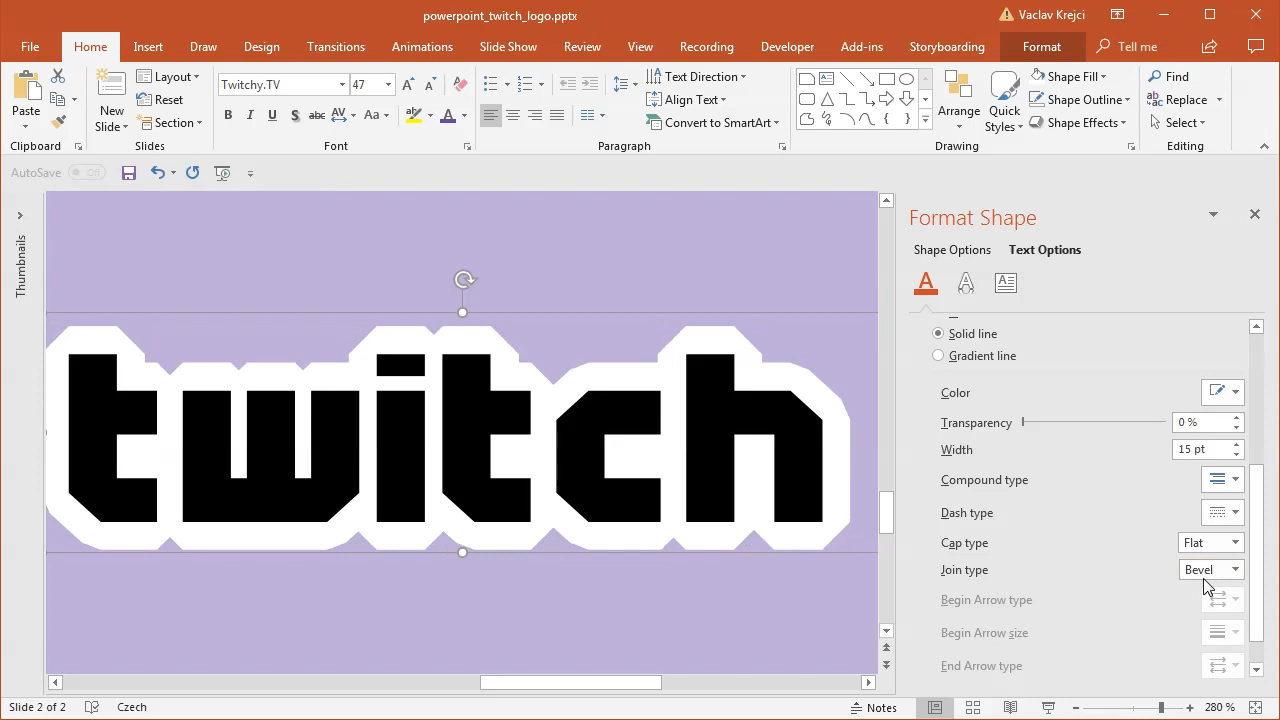 powerpoint_twitch_logo.pptx
Vaclav Krejci
File Home Insert Draw Design Transitions Animations Slide Show Review View Recording Developer Add-ins Storyboarding Format Tell me
Paste
Clipboard
New Slide
Layout
Reset
Section
Slides
Twitchy.TV 47
B I U S abc AV Aa
Font
Text Direction
Align Text
Convert to SmartArt
Paragraph
Arrange
Quick Styles
Shape Fill
Shape Outline
Shape Effects
Drawing
Find
Replace
Select
Editing
AutoSave Off
Thumbnails
twitch
Format Shape
Shape Options Text Options
Solid line
Gradient line
Color
Transparency 0 %
Width 15 pt
Compound type
Dash type
Cap type Flat
Join type Bevel
Begin Arrow type
Begin Arrow size
End Arrow type
Slide 2 of 2 Czech Notes 280 %